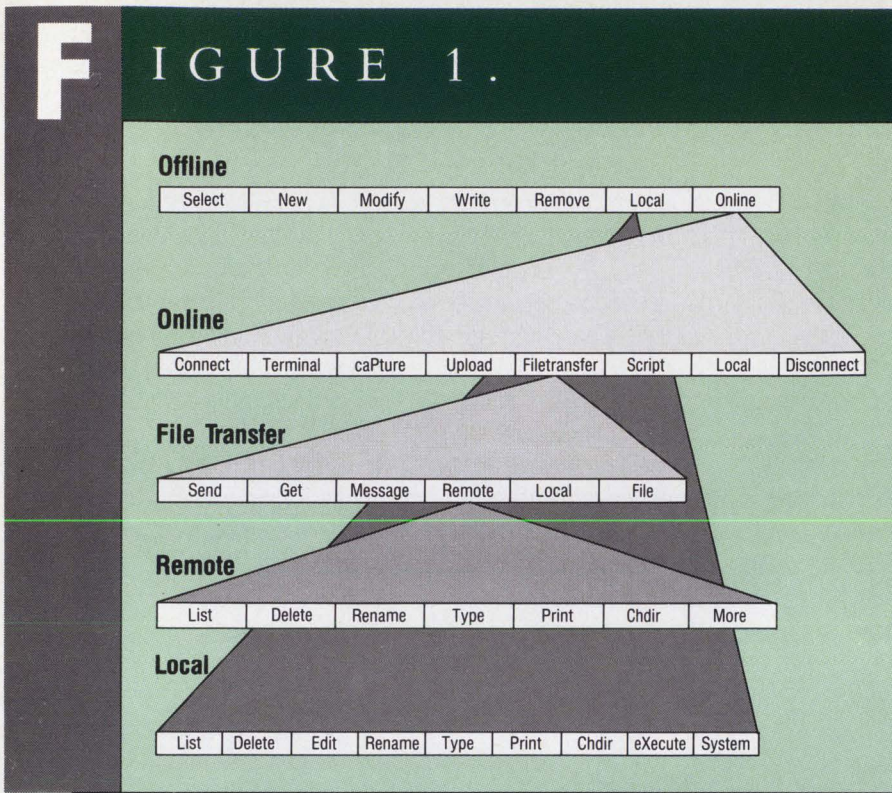 FIGURE 1.
Offline
Select New Modify Write Remove Local Online
Online
Connect Terminal caPture Upload Filetransfer Script Local Disconnect
File Transfer
Send Get Message Remote Local File
Remote
List Delete Rename Type Print Chdir More
Local
List Delete Edit Rename Type Print Chdir eXecute System